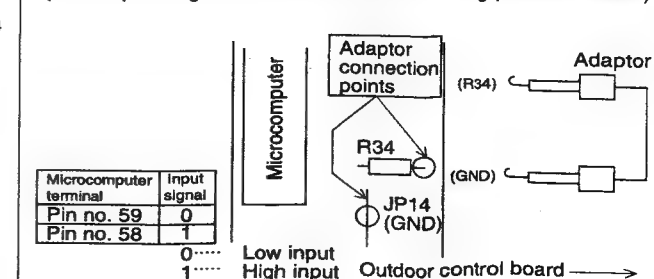 Microcomputer
Adaptor
connection
points
Adaptor
(R34)
R34
(GND)
JP14
(GND)
Microcomputer
terminal
Input
signal
Pin no. 59 0
Pin no. 58 1
0····· Low input
1····· High input
Outdoor control board